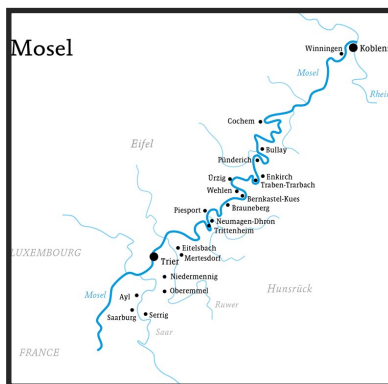 Mosel
Winningen
Koblenz
Mosel
Rhein
Cochem
Eifel
Bullay
Pünderich
Enkirch
Ürzig
Traben-Trarbach
Wehlen
Bernkastel-Kues
Brauneberg
Piesport
Neumagen-Dhron
Trittenheim
Eitelsbach
LUXEMBOURG
Mertesdorf
Trier
Niedermennig
Hunsrück
Oberemmel
Mosel
Ayl
Ruwer
Saarburg
Serrig
Saar
FRANCE